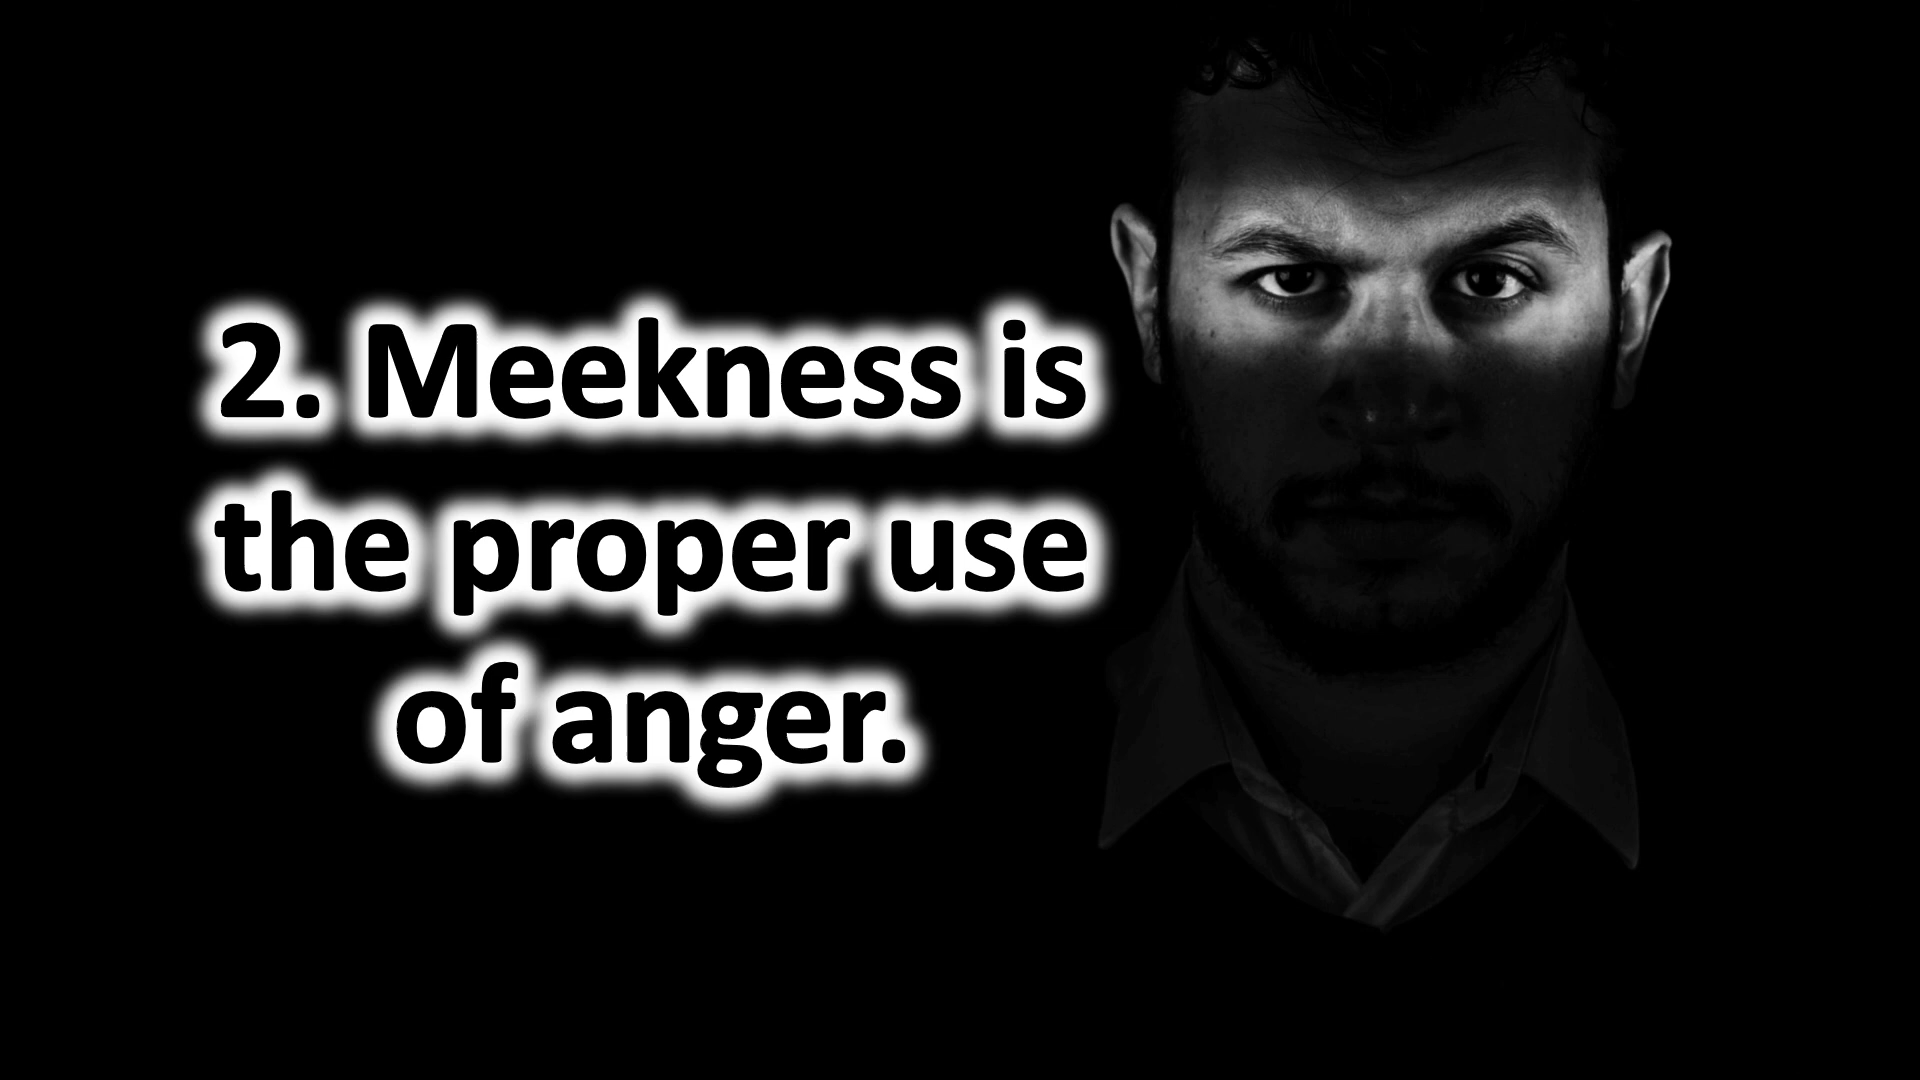 2. Meekness is
the proper use
of anger.